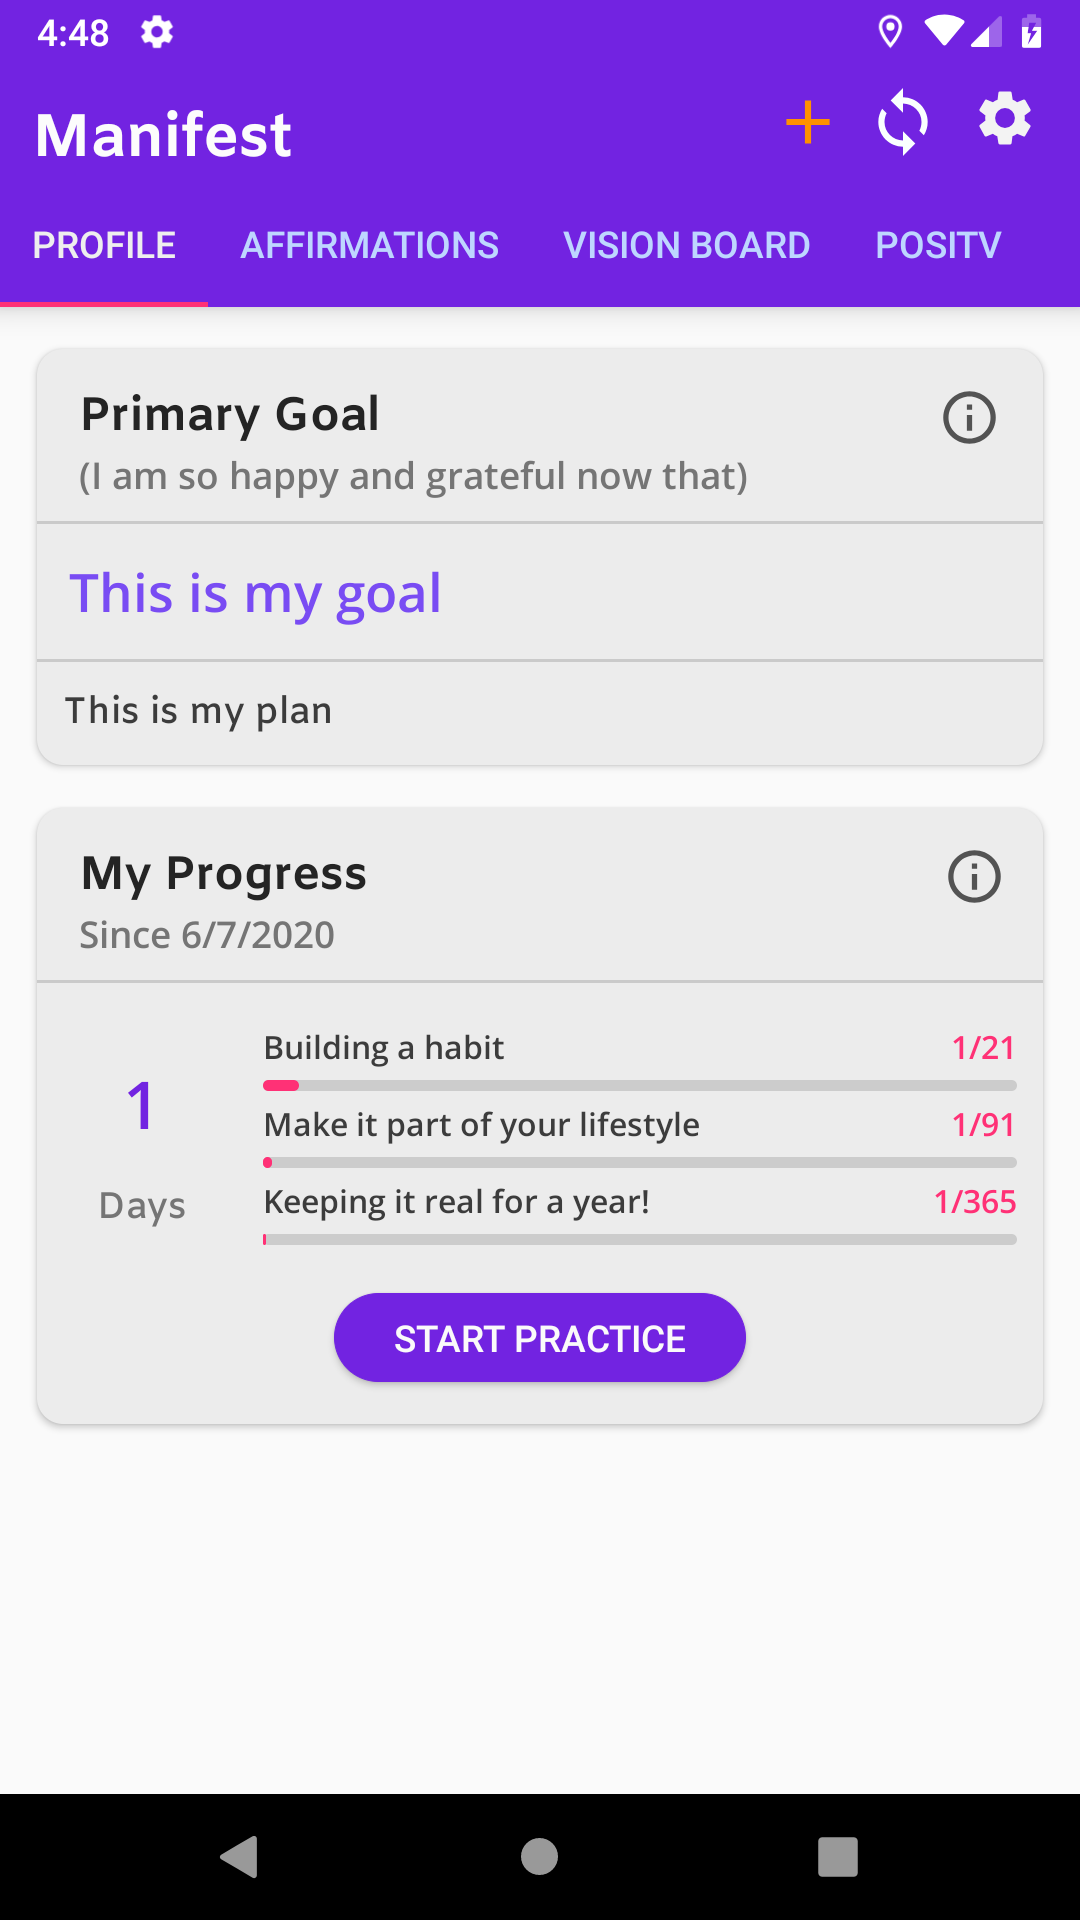 4:48
Manifest
PROFILE AFFIRMATIONS VISION BOARD POSITV
Primary Goal
(I am so happy and grateful now that)
This is my goal
This is my plan
My Progress
Since 6/7/2020
Building a habit 1/21
1
Make it part of your lifestyle 1/91
Days
Keeping it real for a year! 1/365
START PRACTICE